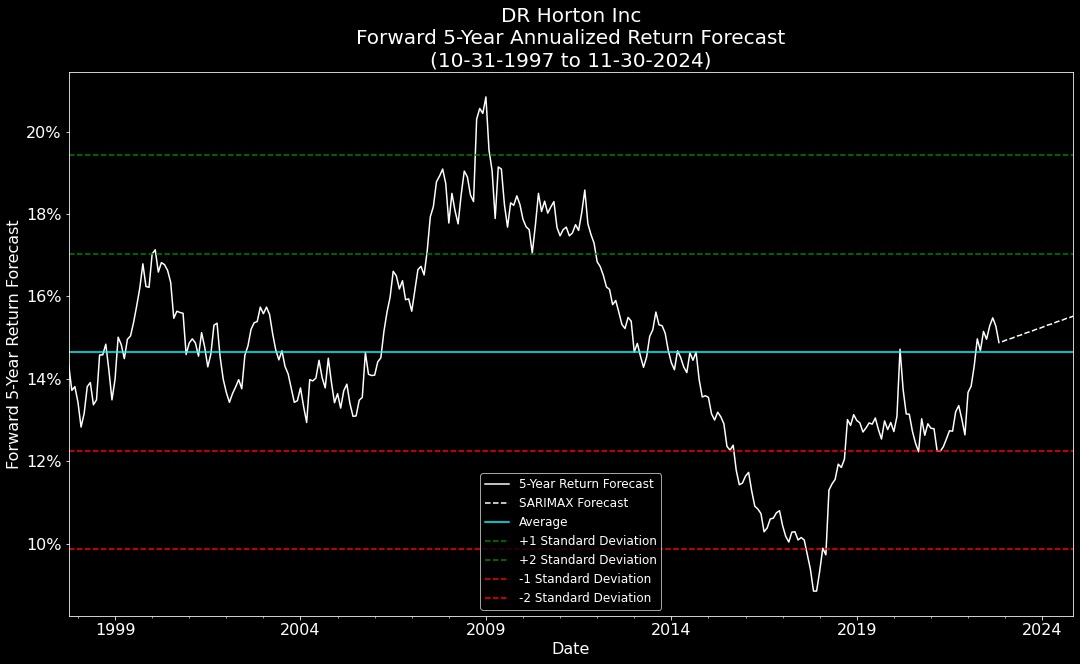 DR Horton Inc
Forward 5-Year Annualized Return Forecast
(10-31-1997 to 11-30-2024)
20%
18%
16%
14%
12%
10%
Forward 5-Year Return Forecast
5-Year Return Forecast
SARIMAX Forecast
Average
+1 Standard Deviation
+2 Standard Deviation
-1 Standard Deviation
-2 Standard Deviation
1999
2004
2009
2014
2019
2024
Date